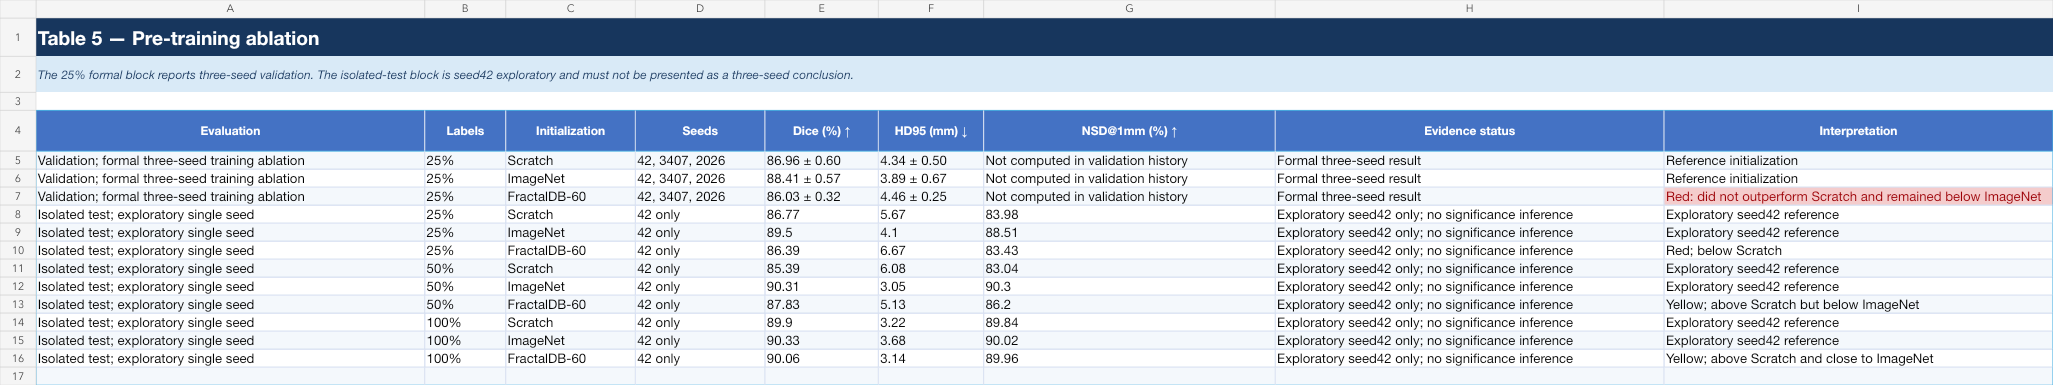 A B C D E F G H I
1 Table 5 — Pre-training ablation
2 The 25% formal block reports three-seed validation. The isolated-test block is seed42 exploratory and must not be presented as a three-seed conclusion.
3
4 Evaluation Labels Initialization Seeds Dice (%) ↑ HD95 (mm) ↓ NSD@1mm (%) ↑ Evidence status Interpretation
5 Validation; formal three-seed training ablation 25% Scratch 42, 3407, 2026 86.96 ± 0.60 4.34 ± 0.50 Not computed in validation history Formal three-seed result Reference initialization
6 Validation; formal three-seed training ablation 25% ImageNet 42, 3407, 2026 88.41 ± 0.57 3.89 ± 0.67 Not computed in validation history Formal three-seed result Reference initialization
7 Validation; formal three-seed training ablation 25% FractalDB-60 42, 3407, 2026 86.03 ± 0.32 4.46 ± 0.25 Not computed in validation history Formal three-seed result Red: did not outperform Scratch and remained below ImageNet
8 Isolated test; exploratory single seed 25% Scratch 42 only 86.77 5.67 83.98 Exploratory seed42 only; no significance inference Exploratory seed42 reference
9 Isolated test; exploratory single seed 25% ImageNet 42 only 89.5 4.1 88.51 Exploratory seed42 only; no significance inference Exploratory seed42 reference
10 Isolated test; exploratory single seed 25% FractalDB-60 42 only 86.39 6.67 83.43 Exploratory seed42 only; no significance inference Red; below Scratch
11 Isolated test; exploratory single seed 50% Scratch 42 only 85.39 6.08 83.04 Exploratory seed42 only; no significance inference Exploratory seed42 reference
12 Isolated test; exploratory single seed 50% ImageNet 42 only 90.31 3.05 90.3 Exploratory seed42 only; no significance inference Exploratory seed42 reference
13 Isolated test; exploratory single seed 50% FractalDB-60 42 only 87.83 5.13 86.2 Exploratory seed42 only; no significance inference Yellow; above Scratch but below ImageNet
14 Isolated test; exploratory single seed 100% Scratch 42 only 89.9 3.22 89.84 Exploratory seed42 only; no significance inference Exploratory seed42 reference
15 Isolated test; exploratory single seed 100% ImageNet 42 only 90.33 3.68 90.02 Exploratory seed42 only; no significance inference Exploratory seed42 reference
16 Isolated test; exploratory single seed 100% FractalDB-60 42 only 90.06 3.14 89.96 Exploratory seed42 only; no significance inference Yellow; above Scratch and close to ImageNet
17